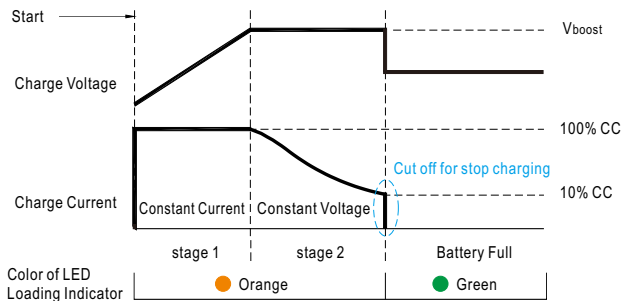 Start
Vboost
Charge Voltage
100% CC
Cut off for stop charging
10% CC
Charge Current
Constant Current
Constant Voltage
stage 1
stage 2
Battery Full
Color of LED
Loading Indicator
Orange
Green